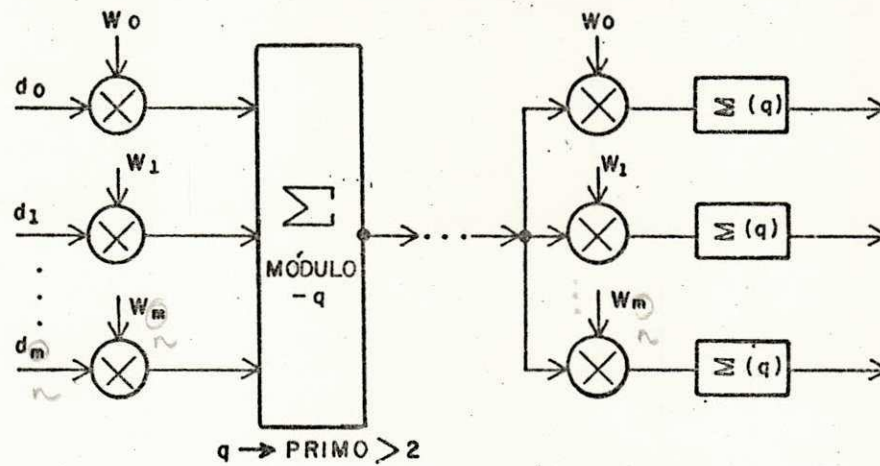 W0 W0
d0 Σ (q)
W1 W1
d1 Σ Σ (q)
MÓDULO
-q
Wm n Wm n
dm n Σ (q)
q → PRIMO > 2